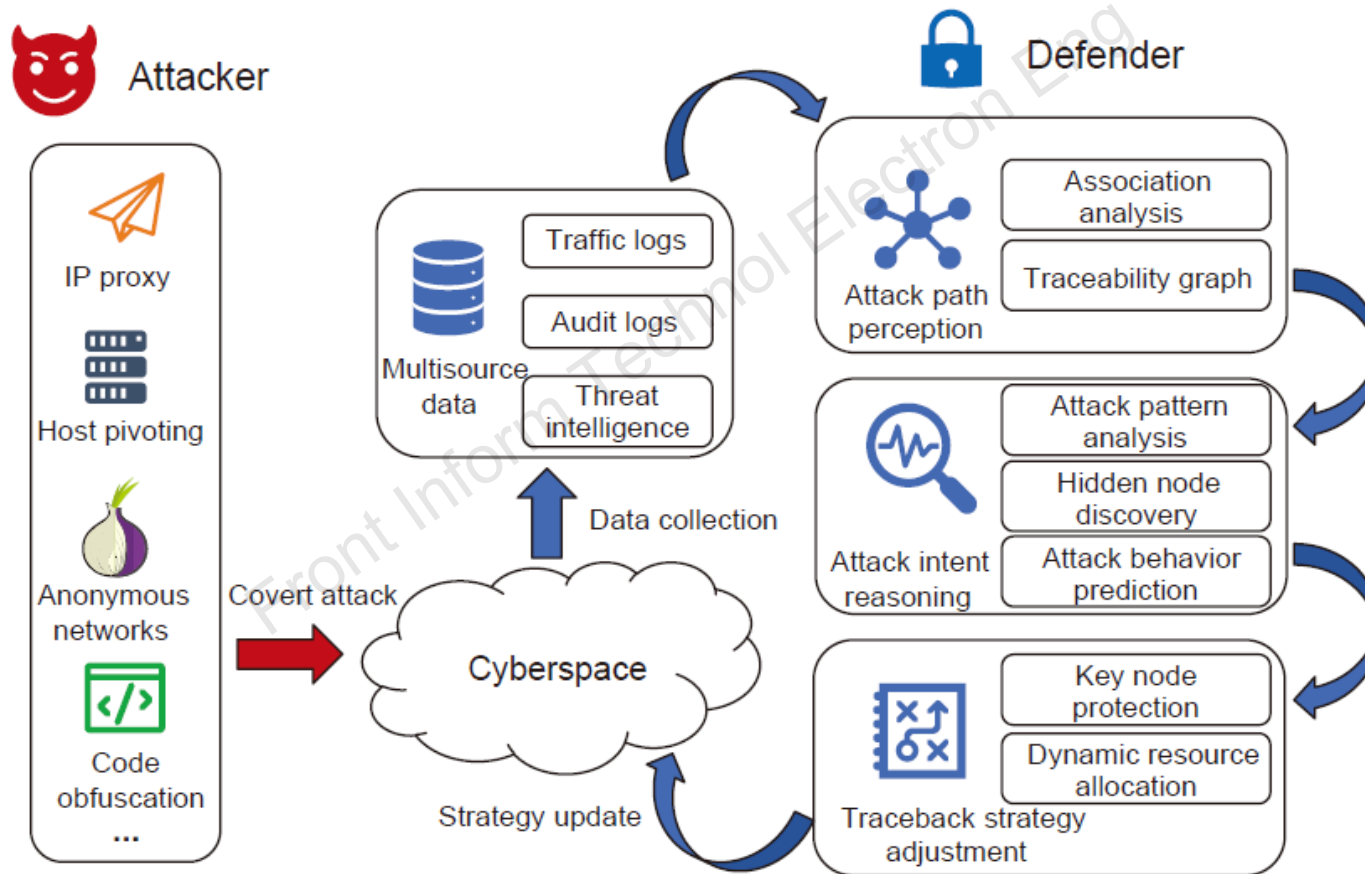 Attacker
IP proxy
Host pivoting
Anonymous
networks
Code
obfuscation
...
Covert attack
Cyberspace
Data collection
Multisource
data
Traffic logs
Audit logs
Threat
intelligence
Defender
Attack path
perception
Association
analysis
Traceability graph
Attack intent
reasoning
Attack pattern
analysis
Hidden node
discovery
Attack behavior
prediction
Traceback strategy
adjustment
Key node
protection
Dynamic resource
allocation
Strategy update
Front Inform Technol Electron Eng